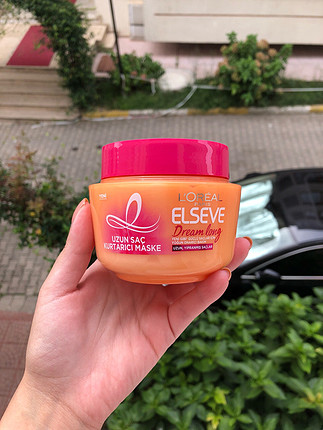 UZUN SAÇ
KURTARICI MASKE
L'ORÉAL
ELSEVE
Dream long
UZUN, YIPRANMIŞ SAÇLAR